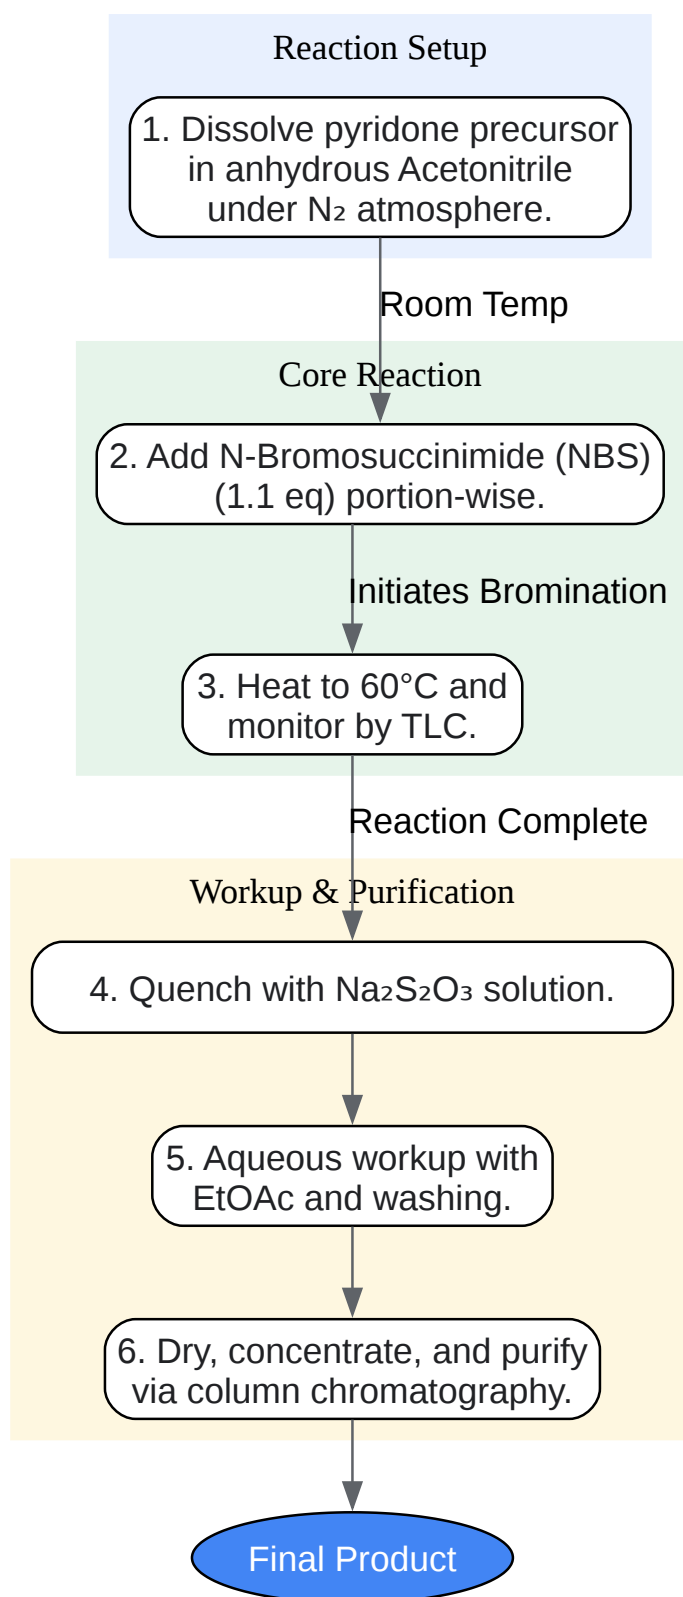 Reaction Setup
1. Dissolve pyridone precursor
in anhydrous Acetonitrile
under N₂ atmosphere.
Room Temp
Core Reaction
2. Add N-Bromosuccinimide (NBS)
(1.1 eq) portion-wise.
Initiates Bromination
3. Heat to 60°C and
monitor by TLC.
Reaction Complete
Workup & Purification
4. Quench with Na₂S₂O₃ solution.
5. Aqueous workup with
EtOAc and washing.
6. Dry, concentrate, and purify
via column chromatography.
Final Product